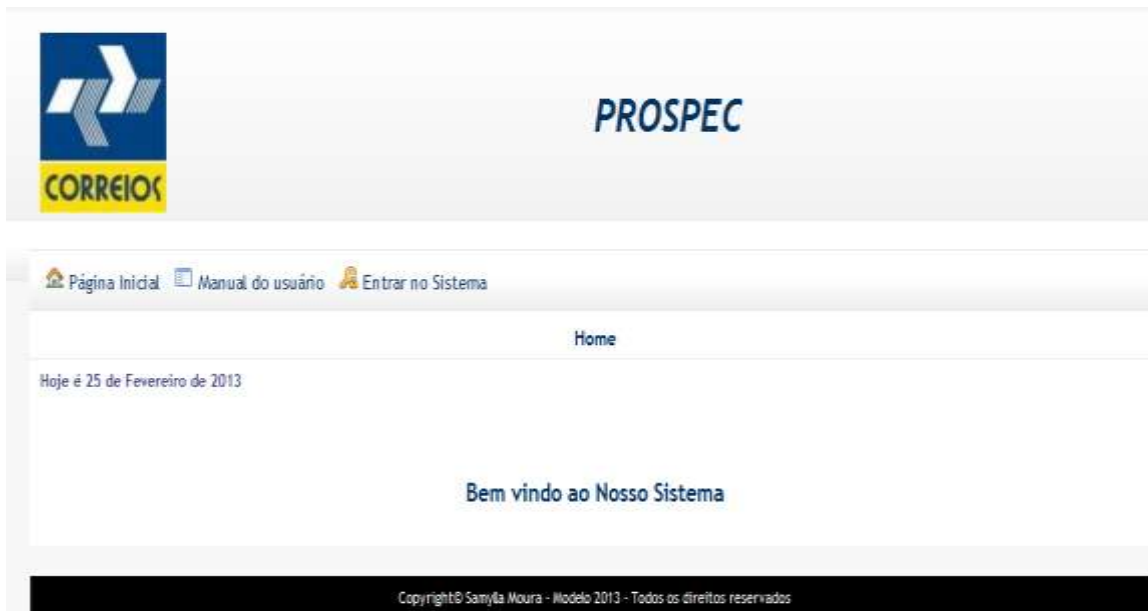 CORREIOS
PROSPEC
Página Inicial Manual do usuário Entrar no Sistema
Home
Hoje é 25 de Fevereiro de 2013
Bem vindo ao Nosso Sistema
Copyright© Samylla Moura - Modelo 2013 - Todos os direitos reservados